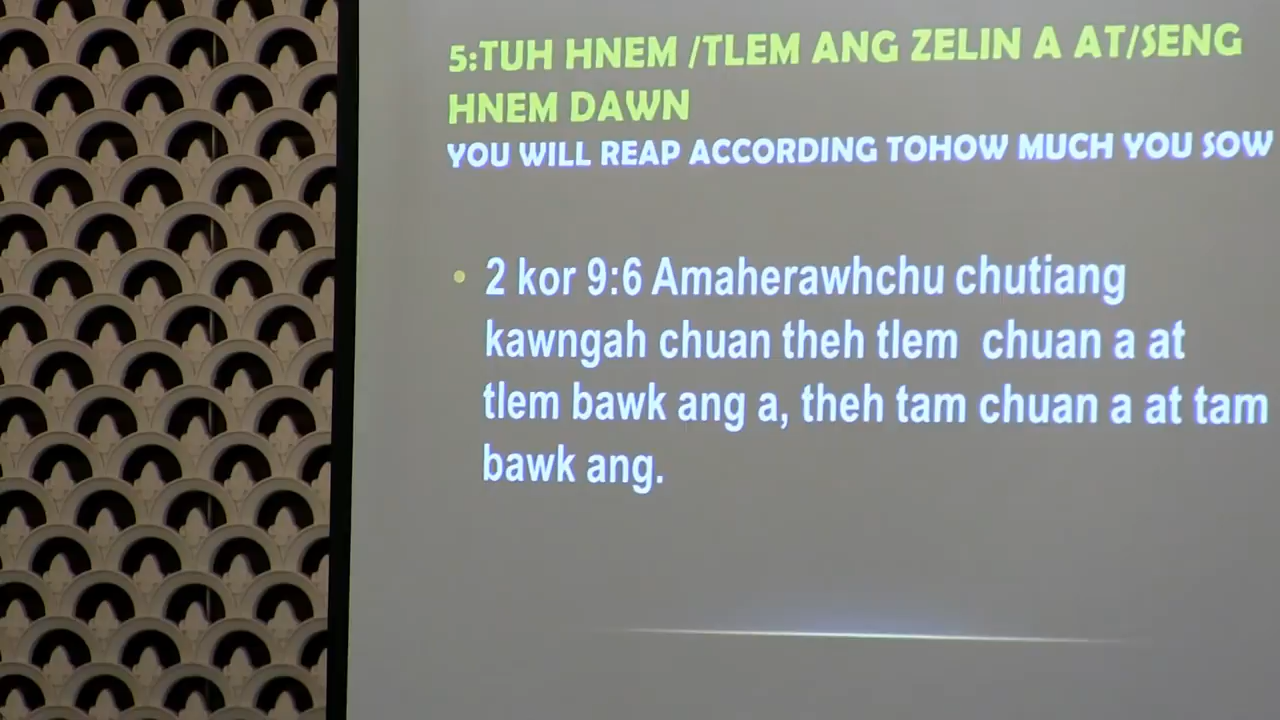 5:TUH HNEM /TLEM ANG ZELIN A AT/SENG
HNEM DAWN
YOU WILL REAP ACCORDING TOHOW MUCH YOU SOW
• 2 kor 9:6 Amaherawhchu chutiang
kawngah chuan theh tlem chuan a at
tlem bawk ang a, theh tam chuan a at tam
bawk ang.